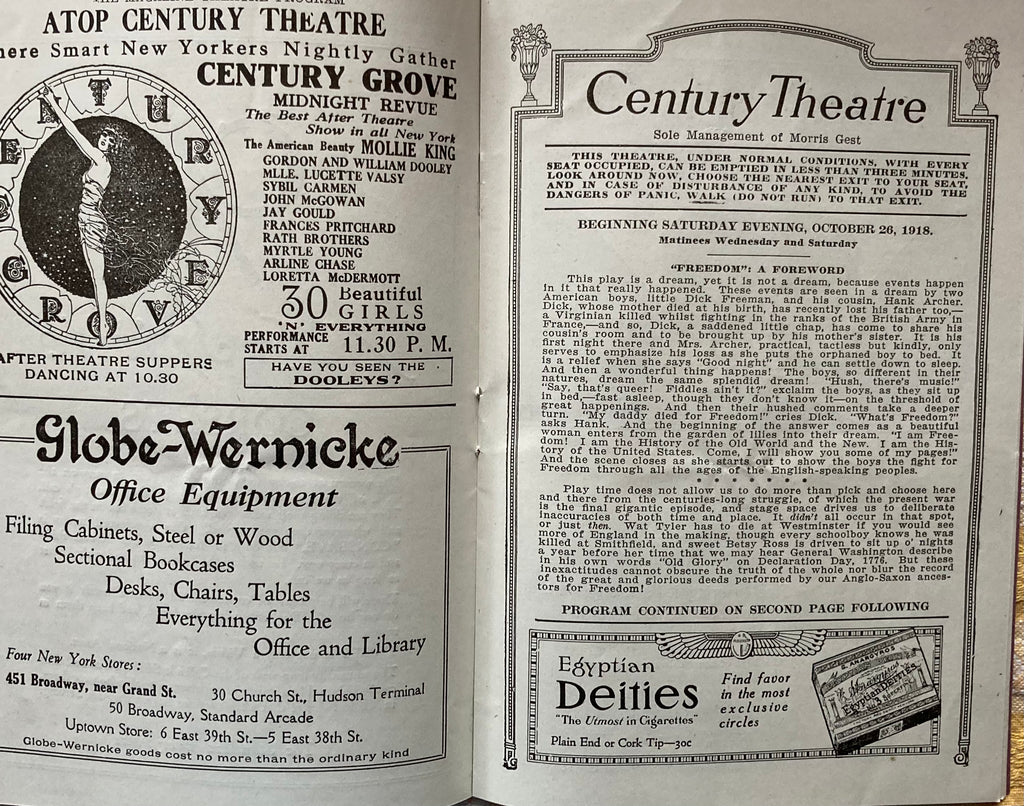 THE MAGAZINE THEATRE PROGRAM
ATOP CENTURY THEATRE
here Smart New Yorkers Nightly Gather
CENTURY GROVE
MIDNIGHT REVUE
The Best After Theatre
Show in all New York
The American Beauty MOLLIE KING
GORDON AND WILLIAM DOOLEY
MLLE. LUCETTE VALSY
SYBIL CARMEN
JOHN McGOWAN
JAY GOULD
FRANCES PRITCHARD
RATH BROTHERS
MYRTLE YOUNG
ARLINE CHASE
LORETTA McDERMOTT
30 Beautiful
GIRLS
'N' EVERYTHING
PERFORMANCE
STARTS AT 11.30 P. M.
HAVE YOU SEEN THE
DOOLEYS?
CENTURY GROVE
AFTER THEATRE SUPPERS
DANCING AT 10.30
Globe-Wernicke
Office Equipment
Filing Cabinets, Steel or Wood
Sectional Bookcases
Desks, Chairs, Tables
Everything for the
Office and Library
Four New York Stores:
451 Broadway, near Grand St. 30 Church St., Hudson Terminal
50 Broadway, Standard Arcade
Uptown Store: 6 East 39th St.—5 East 38th St.
Globe-Wernicke goods cost no more than the ordinary kind
Century Theatre
Sole Management of Morris Gest
THIS THEATRE, UNDER NORMAL CONDITIONS, WITH EVERY
SEAT OCCUPIED, CAN BE EMPTIED IN LESS THAN THREE MINUTES.
LOOK AROUND NOW, CHOOSE THE NEAREST EXIT TO YOUR SEAT,
AND IN CASE OF DISTURBANCE OF ANY KIND, TO AVOID THE
DANGERS OF PANIC, WALK (DO NOT RUN) TO THAT EXIT.
BEGINNING SATURDAY EVENING, OCTOBER 26, 1918.
Matinees Wednesday and Saturday
"FREEDOM": A FOREWORD
This play is a dream, yet it is not a dream, because events happen
in it that really happened. These events are seen in a dream by two
American boys, little Dick Freeman, and his cousin, Hank Archer.
Dick, whose mother died at his birth, has recently lost his father too,—
a Virginian killed whilst fighting in the ranks of the British Army in
France,—and so, Dick, a saddened little chap, has come to share his
cousin's room and to be brought up by his mother's sister. It is his
first night there and Mrs. Archer, practical, tactless but kindly, only
serves to emphasize his loss as she puts the orphaned boy to bed. It
is a relief when she says "Good night" and he can settle down to sleep.
And then a wonderful thing happens! The boys, so different in their
natures, dream the same splendid dream! "Hush, there's music!"
"Say, that's queer! Fiddles ain't it?" exclaim the boys, as they sit up
in bed,—fast asleep, though they don't know it—on the threshold of
great happenings. And then their hushed comments take a deeper
turn. "My daddy died for Freedom!" cries Dick. "What's Freedom?"
asks Hank. And the beginning of the answer comes as a beautiful
woman enters from the garden of lilies into their dream. "I am Free-
dom! I am the History of the Old World and the New. I am the His-
tory of the United States. Come, I will show you some of my pages!"
And the scene closes as she starts out to show the boys the fight for
Freedom through all the ages of the English-speaking peoples.
Play time does not allow us to do more than pick and choose here
and there from the centuries-long struggle, of which the present war
is the final gigantic episode, and stage space drives us to deliberate
inaccuracies of both time and place. It didn't all occur in that spot,
or just then. Wat Tyler has to die at Westminster if you would see
more of England in the making, though every schoolboy knows he was
killed at Smithfield, and sweet Betsy Ross is driven to sit up o' nights
a year before her time that we may hear General Washington describe
in his own words "Old Glory" on Declaration Day, 1776. But these
inexactitudes cannot obscure the truth of the whole nor blur the record
of the great and glorious deeds performed by our Anglo-Saxon ances-
tors for Freedom!
PROGRAM CONTINUED ON SECOND PAGE FOLLOWING
Egyptian
Deities
"The Utmost in Cigarettes"
Plain End or Cork Tip—30c
Find favor
in the most
exclusive
circles
S. ANARGYROS
Egyptian Deities